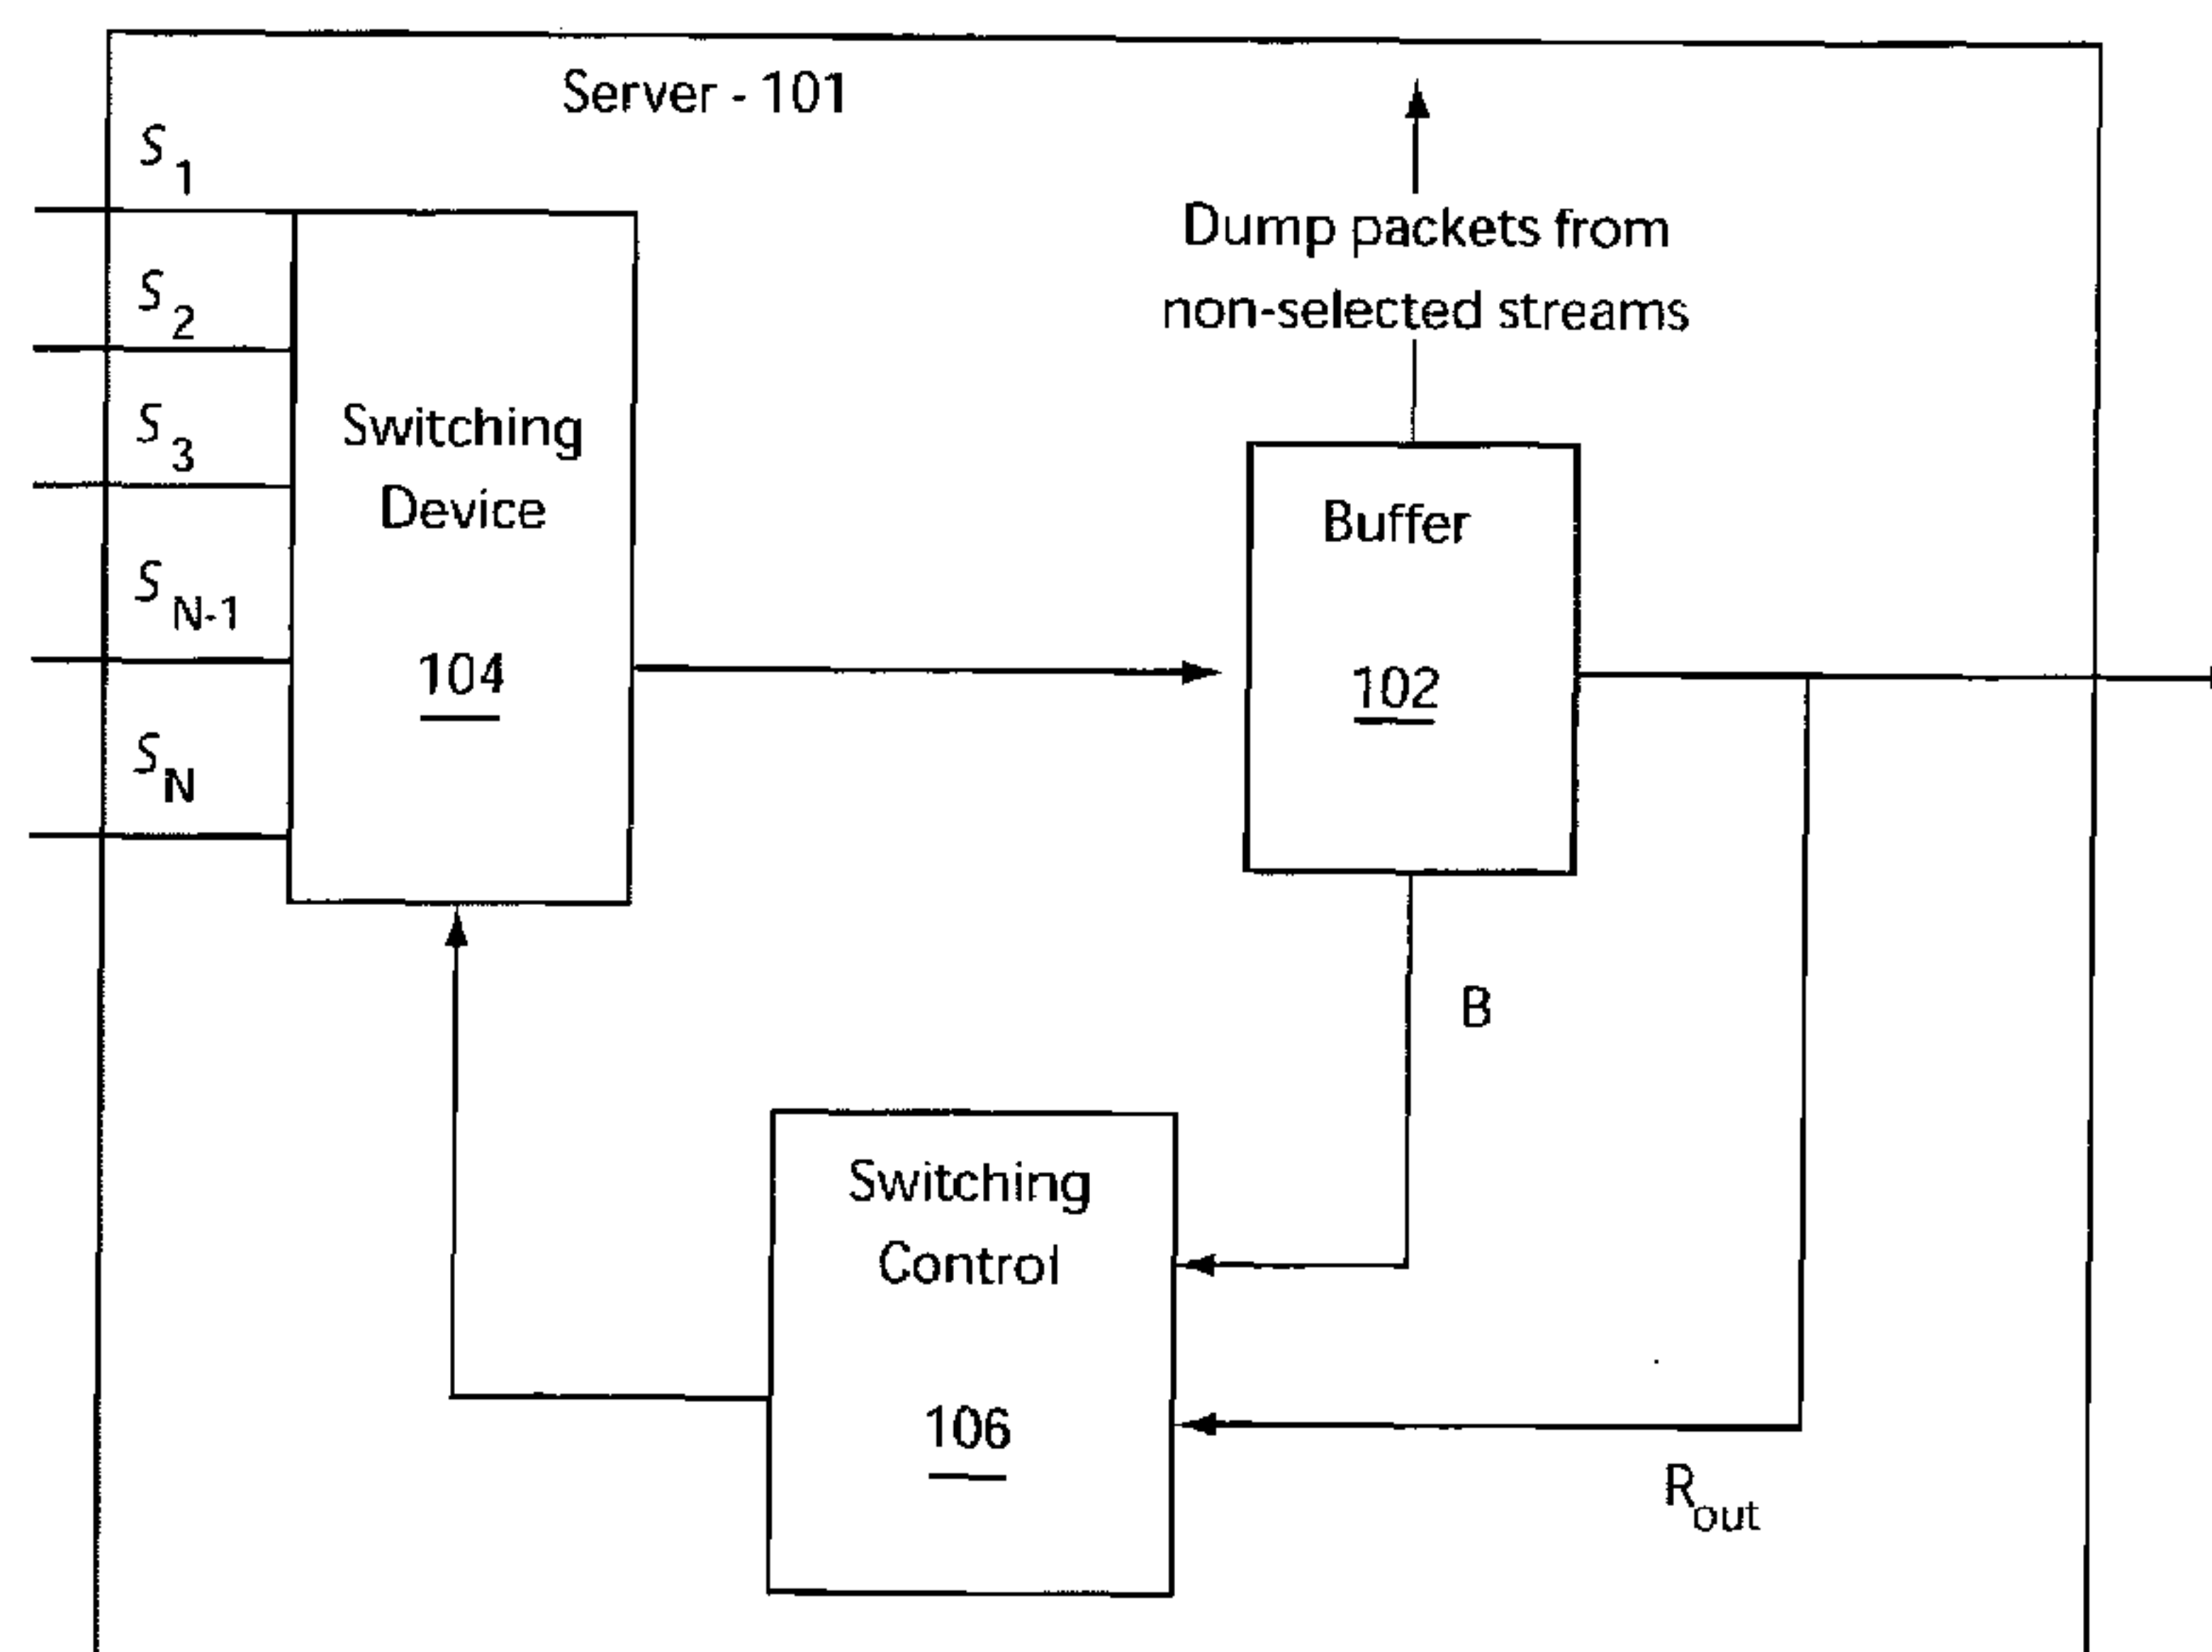 Server - 101
S1
S2
S3
SN-1
SN
Switching
Device
104
Dump packets from
non-selected streams
Buffer
102
B
Switching
Control
106
Rout